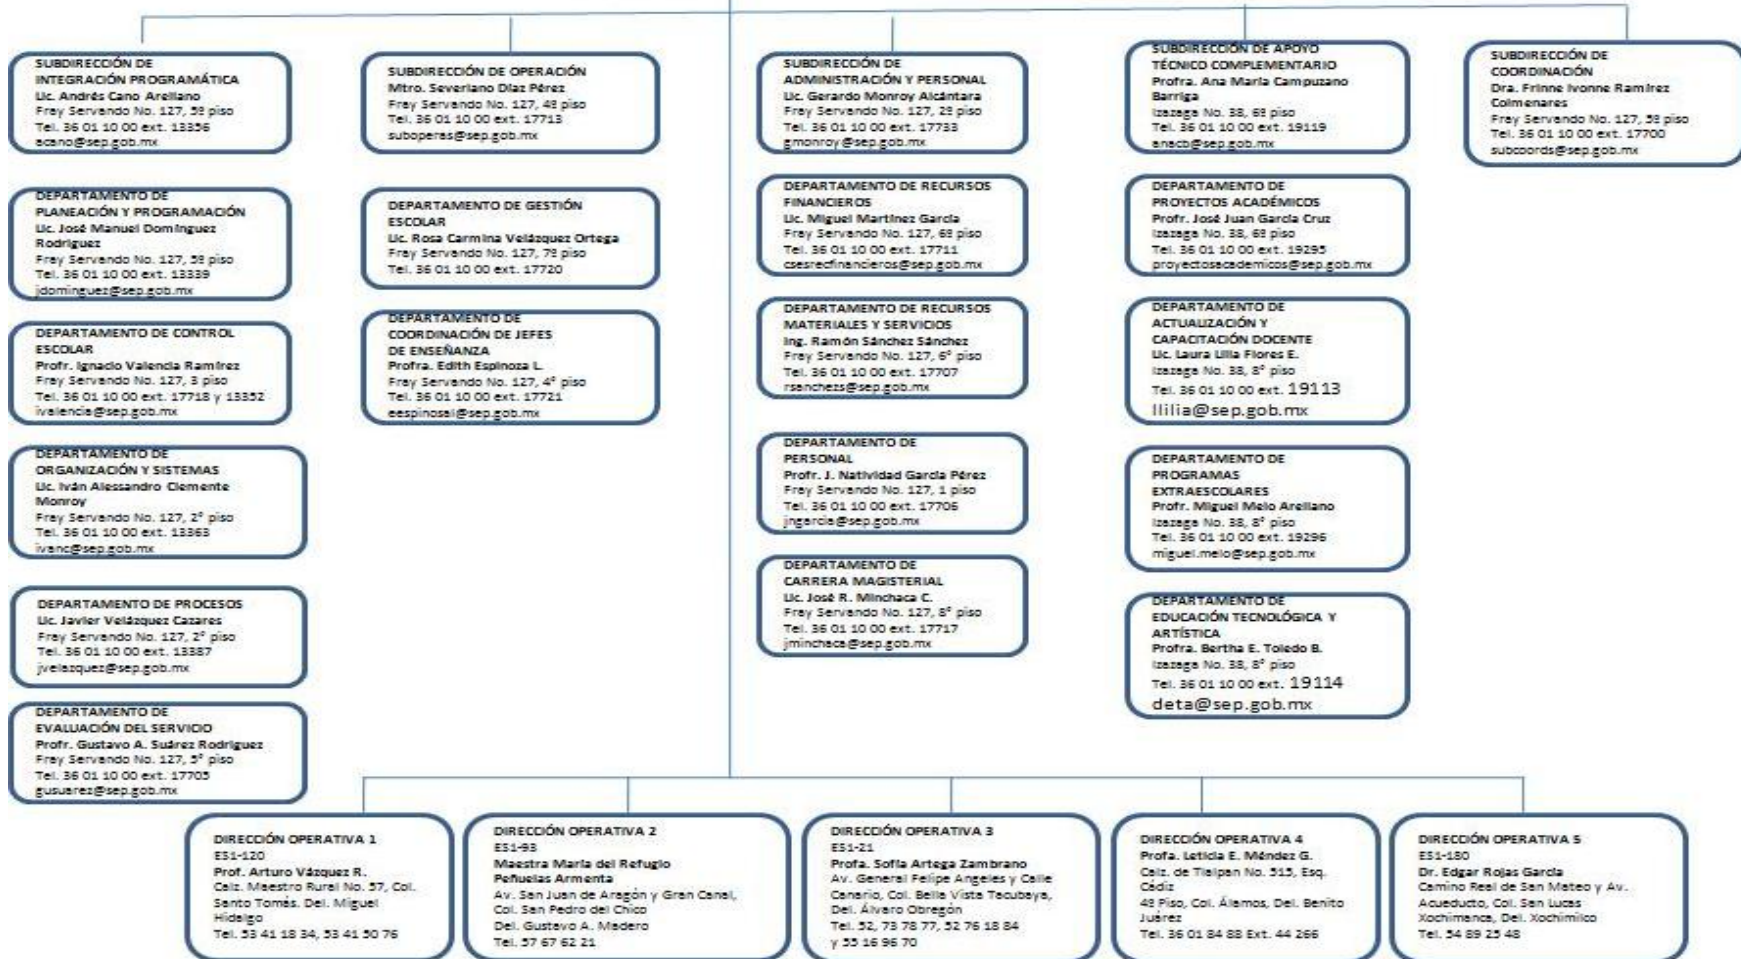 SUBDIRECCIÓN DE
INTEGRACIÓN PROGRAMÁTICA
Lic. Andrés Cano Arellano
Fray Servando No. 127, 5º piso
Tel. 36 01 10 00 ext. 13356
acano@sep.gob.mx
DEPARTAMENTO DE
PLANEACIÓN Y PROGRAMACIÓN
Lic. José Manuel Domínguez
Rodríguez
Fray Servando No. 127, 5º piso
Tel. 36 01 10 00 ext. 13339
jdominguez@sep.gob.mx
DEPARTAMENTO DE CONTROL
ESCOLAR
Profr. Ignacio Valencia Ramírez
Fray Servando No. 127, 3 piso
Tel. 36 01 10 00 ext. 17718 y 13352
ivalencia@sep.gob.mx
DEPARTAMENTO DE
ORGANIZACIÓN Y SISTEMAS
Lic. Iván Alessandro Clemente
Monroy
Fray Servando No. 127, 2º piso
Tel. 36 01 10 00 ext. 13363
ivanc@sep.gob.mx
DEPARTAMENTO DE PROCESOS
Lic. Javier Velázquez Cazares
Fray Servando No. 127, 2º piso
Tel. 36 01 10 00 ext. 13387
jvelazquez@sep.gob.mx
DEPARTAMENTO DE
EVALUACIÓN DEL SERVICIO
Profr. Gustavo A. Suárez Rodríguez
Fray Servando No. 127, 5º piso
Tel. 36 01 10 00 ext. 17705
gusuarez@sep.gob.mx
SUBDIRECCIÓN DE OPERACIÓN
Mtro. Severiano Díaz Pérez
Fray Servando No. 127, 4º piso
Tel. 36 01 10 00 ext. 17713
suboperas@sep.gob.mx
DEPARTAMENTO DE GESTIÓN
ESCOLAR
Lic. Rosa Carmina Velázquez Ortega
Fray Servando No. 127, 7º piso
Tel. 36 01 10 00 ext. 17720
DEPARTAMENTO DE
COORDINACIÓN DE JEFES
DE ENSEÑANZA
Profra. Edith Espinoza L.
Fray Servando No. 127, 4º piso
Tel. 36 01 10 00 ext. 17721
eespinosal@sep.gob.mx
SUBDIRECCIÓN DE
ADMINISTRACIÓN Y PERSONAL
Lic. Gerardo Monroy Alcántara
Fray Servando No. 127, 2º piso
Tel. 36 01 10 00 ext. 17733
gmonroy@sep.gob.mx
DEPARTAMENTO DE RECURSOS
FINANCIEROS
Lic. Miguel Martínez García
Fray Servando No. 127, 6º piso
Tel. 36 01 10 00 ext. 17711
csesrecfinancieros@sep.gob.mx
DEPARTAMENTO DE RECURSOS
MATERIALES Y SERVICIOS
Ing. Ramón Sánchez Sánchez
Fray Servando No. 127, 6º piso
Tel. 36 01 10 00 ext. 17707
rsanchezs@sep.gob.mx
DEPARTAMENTO DE
PERSONAL
Profr. J. Natividad García Pérez
Fray Servando No. 127, 1 piso
Tel. 36 01 10 00 ext. 17706
jngarcia@sep.gob.mx
DEPARTAMENTO DE
CARRERA MAGISTERIAL
Lic. José R. Minchaca C.
Fray Servando No. 127, 8º piso
Tel. 36 01 10 00 ext. 17717
jminchaca@sep.gob.mx
SUBDIRECCIÓN DE APOYO
TÉCNICO COMPLEMENTARIO
Profra. Ana María Campuzano
Barriga
Izazaga No. 38, 6º piso
Tel. 36 01 10 00 ext. 19119
anacb@sep.gob.mx
DEPARTAMENTO DE
PROYECTOS ACADÉMICOS
Profr. José Juan García Cruz
Izazaga No. 38, 6º piso
Tel. 36 01 10 00 ext. 19295
proyectosacademicos@sep.gob.mx
DEPARTAMENTO DE
ACTUALIZACIÓN Y
CAPACITACIÓN DOCENTE
Lic. Laura Lilia Flores E.
Izazaga No. 38, 8º piso
Tel. 36 01 10 00 ext. 19113
llilia@sep.gob.mx
DEPARTAMENTO DE
PROGRAMAS
EXTRAESCOLARES
Profr. Miguel Melo Arellano
Izazaga No. 38, 8º piso
Tel. 36 01 10 00 ext. 19296
miguel.melo@sep.gob.mx
DEPARTAMENTO DE
EDUCACIÓN TECNOLÓGICA Y
ARTÍSTICA
Profra. Bertha E. Toledo B.
Izazaga No. 38, 8º piso
Tel. 36 01 10 00 ext. 19114
deta@sep.gob.mx
SUBDIRECCIÓN DE
COORDINACIÓN
Dra. Frinne Ivonne Ramírez
Colmenares
Fray Servando No. 127, 5º piso
Tel. 36 01 10 00 ext. 17700
subcoords@sep.gob.mx
DIRECCIÓN OPERATIVA 1
ES1-120
Prof. Arturo Vázquez R.
Calz. Maestro Rural No. 57, Col.
Santo Tomás. Del. Miguel
Hidalgo
Tel. 53 41 18 34, 53 41 50 76
DIRECCIÓN OPERATIVA 2
ES1-93
Maestra María del Refugio
Peñuelas Armenta
Av. San Juan de Aragón y Gran Canal,
Col. San Pedro del Chico
Del. Gustavo A. Madero
Tel. 57 67 62 21
DIRECCIÓN OPERATIVA 3
ES1-21
Profa. Sofía Artega Zambrano
Av. General Felipe Angeles y Calle
Canario, Col. Bella Vista Tacubaya,
Del. Álvaro Obregón
Tel. 52, 73 78 77, 52 76 18 84
y 55 16 96 70
DIRECCIÓN OPERATIVA 4
Profa. Leticia E. Méndez G.
Calz. de Tlalpan No. 515, Esq.
Cádiz
4º Piso, Col. Álamos, Del. Benito
Juárez
Tel. 36 01 84 88 Ext. 44 266
DIRECCIÓN OPERATIVA 5
ES1-180
Dr. Edgar Rojas García
Camino Real de San Mateo y Av.
Acueducto, Col. San Lucas
Xochimanca, Del. Xochimilco
Tel. 54 89 25 48